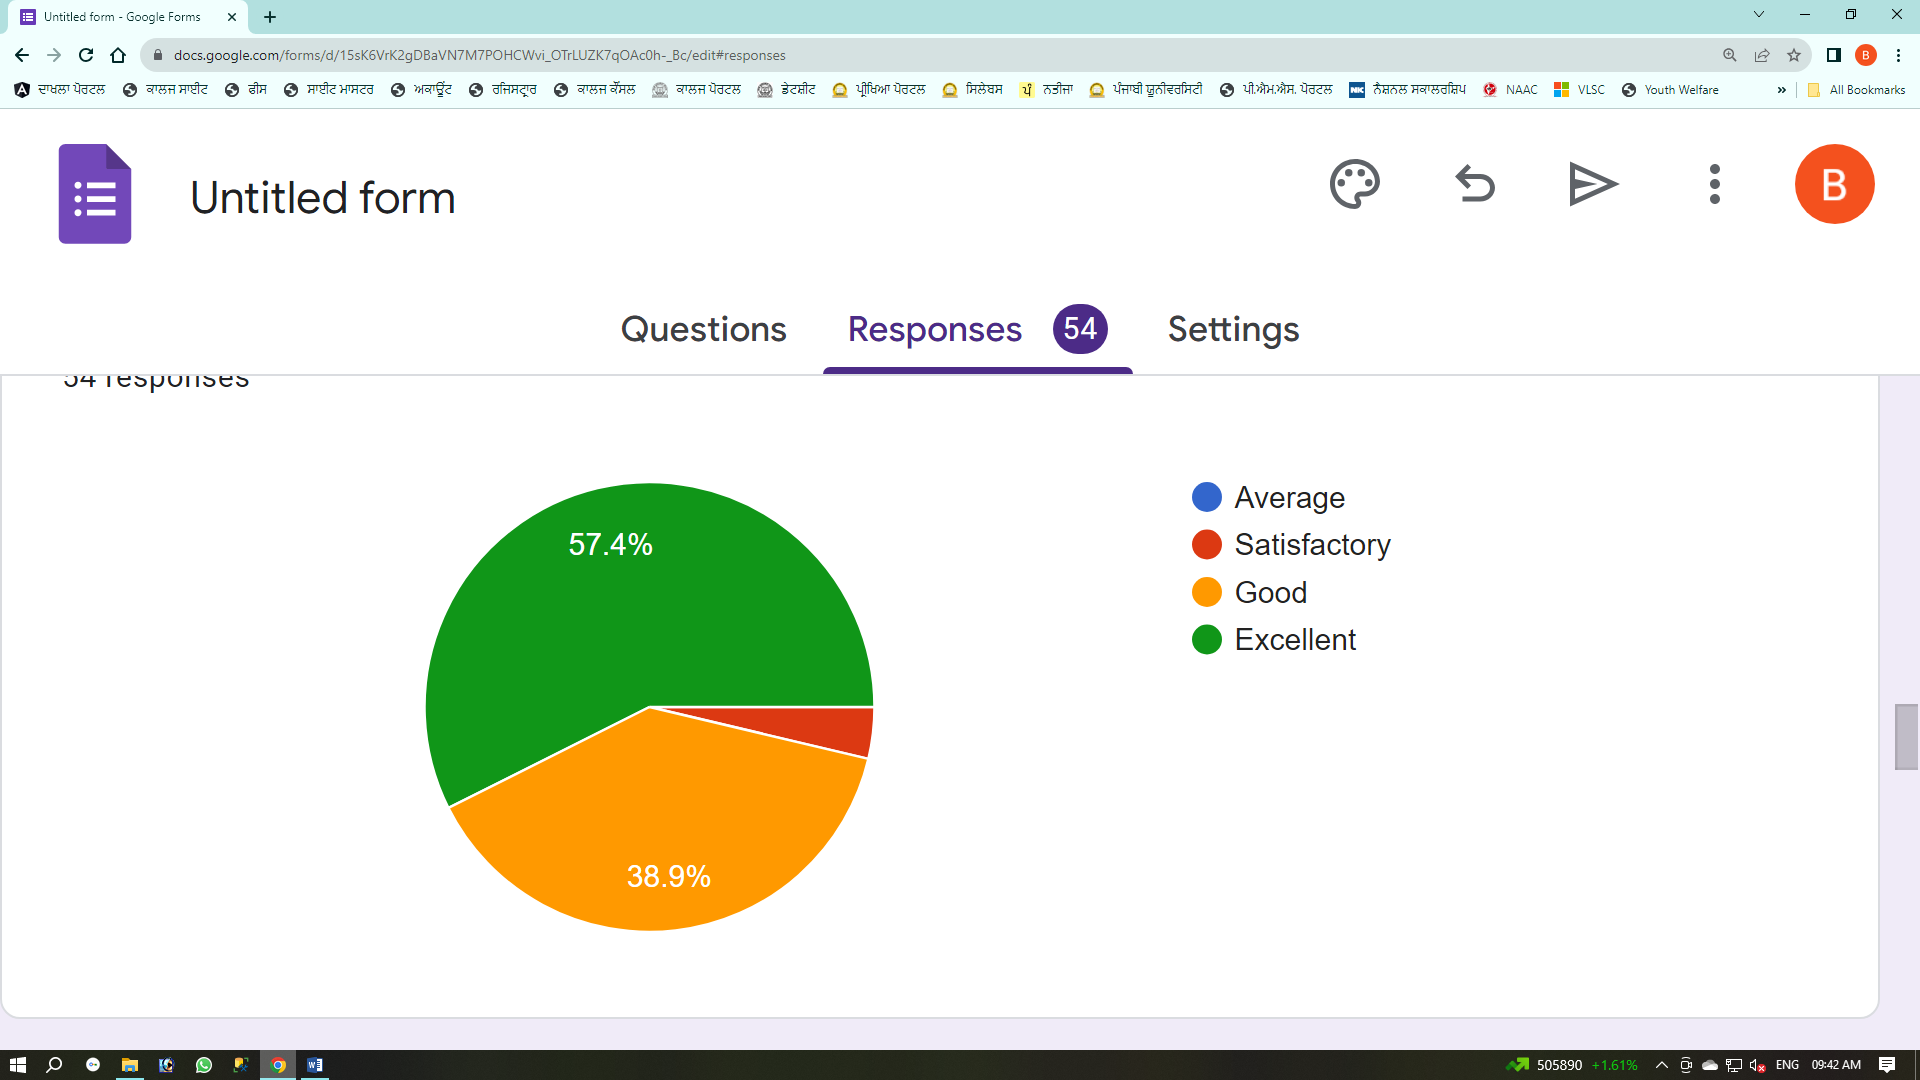 Untitled form - Google Forms
docs.google.com/forms/d/15sK6VrK2gDBaVN7M7POHCWvi_OTrLUZK7qOAc0h-_Bc/edit#responses
ਦਾਖਲਾ ਪੋਰਟਲ ਕਾਲਜ ਸਾਈਟ ਫੀਸ ਸਾਈਟ ਮਾਸਟਰ ਅਕਾਊਂਟ ਰਜਿਸਟ੍ਰਾਰ ਕਾਲਜ ਕੌਂਸਲ ਕਾਲਜ ਪੋਰਟਲ ਡੇਟਸ਼ੀਟ ਪ੍ਰੀਖਿਆ ਪੋਰਟਲ ਸਿਲੇਬਸ ਪੰ ਨਤੀਜਾ ਪੰਜਾਬੀ ਯੂਨੀਵਰਸਿਟੀ ਪੀ.ਐਮ.ਐਸ. ਪੋਰਟਲ NK ਨੈਸ਼ਨਲ ਸਕਾਲਰਸ਼ਿਪ NAAC VLSC Youth Welfare » All Bookmarks
Untitled form
B
Questions Responses 54 Settings
54 responses
57.4%
38.9%
Average
Satisfactory
Good
Excellent
505890 +1.61% ENG 09:42 AM